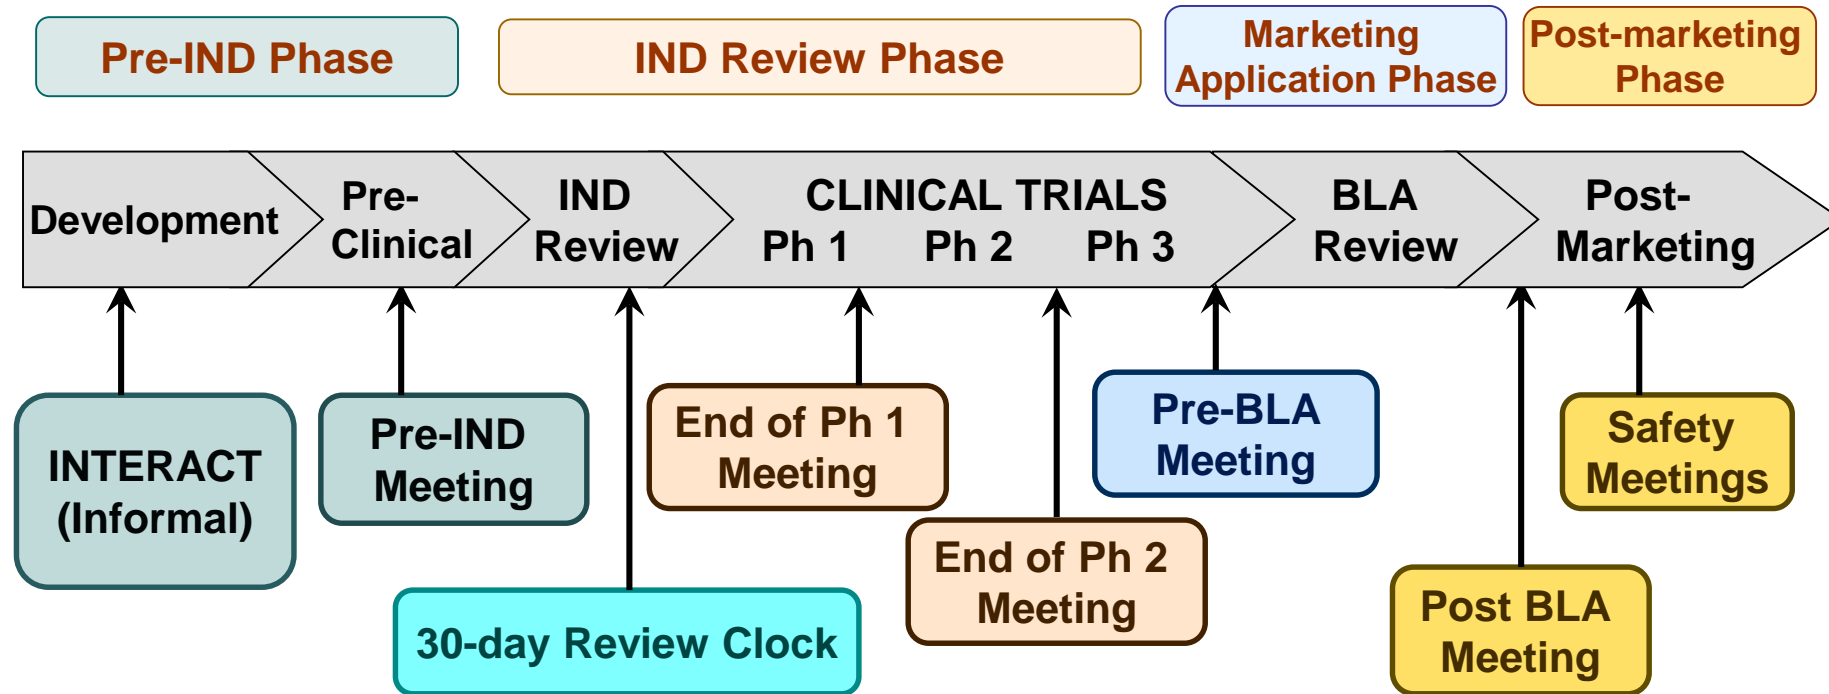 Pre-IND Phase
IND Review Phase
Marketing
Application Phase
Post-marketing
Phase
Development
Pre-
Clinical
IND
Review
CLINICAL TRIALS
Ph 1 Ph 2 Ph 3
BLA
Review
Post-
Marketing
INTERACT
(Informal)
Pre-IND
Meeting
30-day Review Clock
End of Ph 1
Meeting
End of Ph 2
Meeting
Pre-BLA
Meeting
Post BLA
Meeting
Safety
Meetings